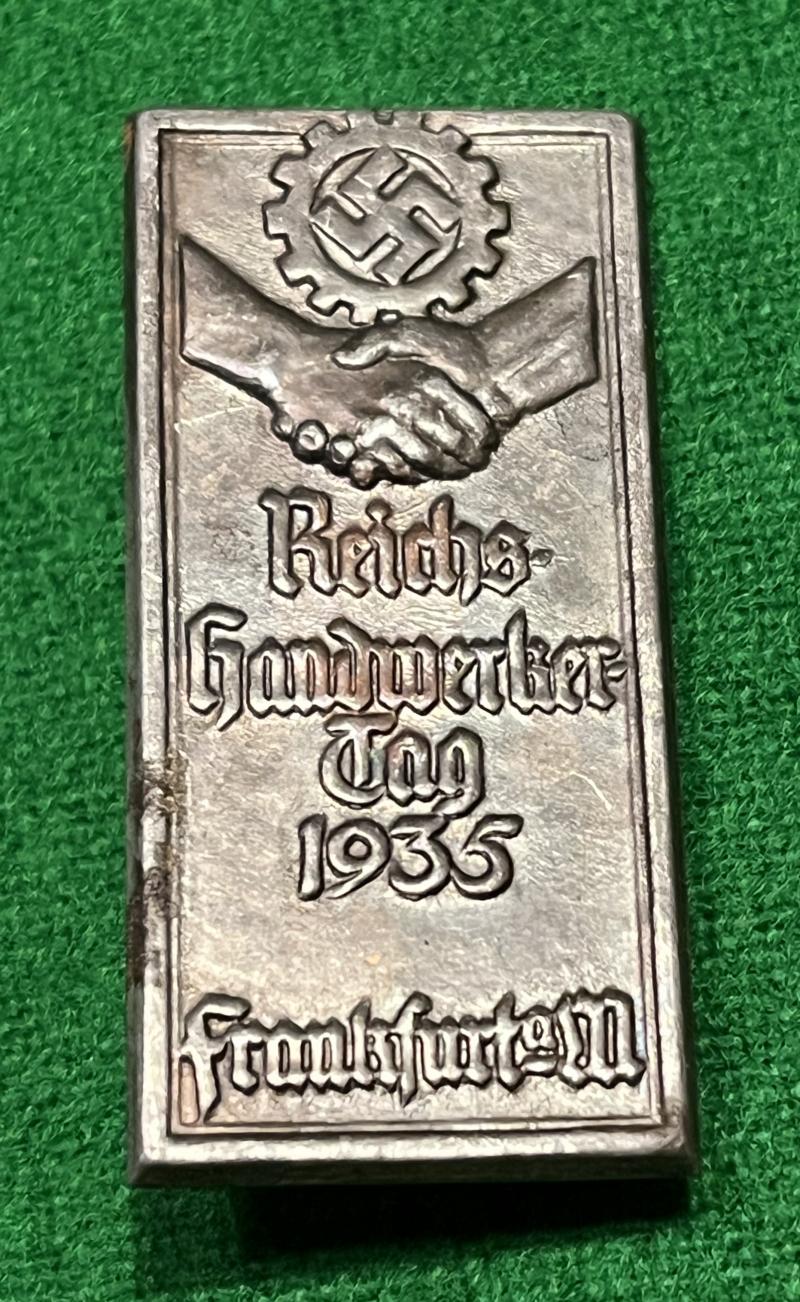 Reichs-
Handwerker-
Tag
1935
Frankfurt a M